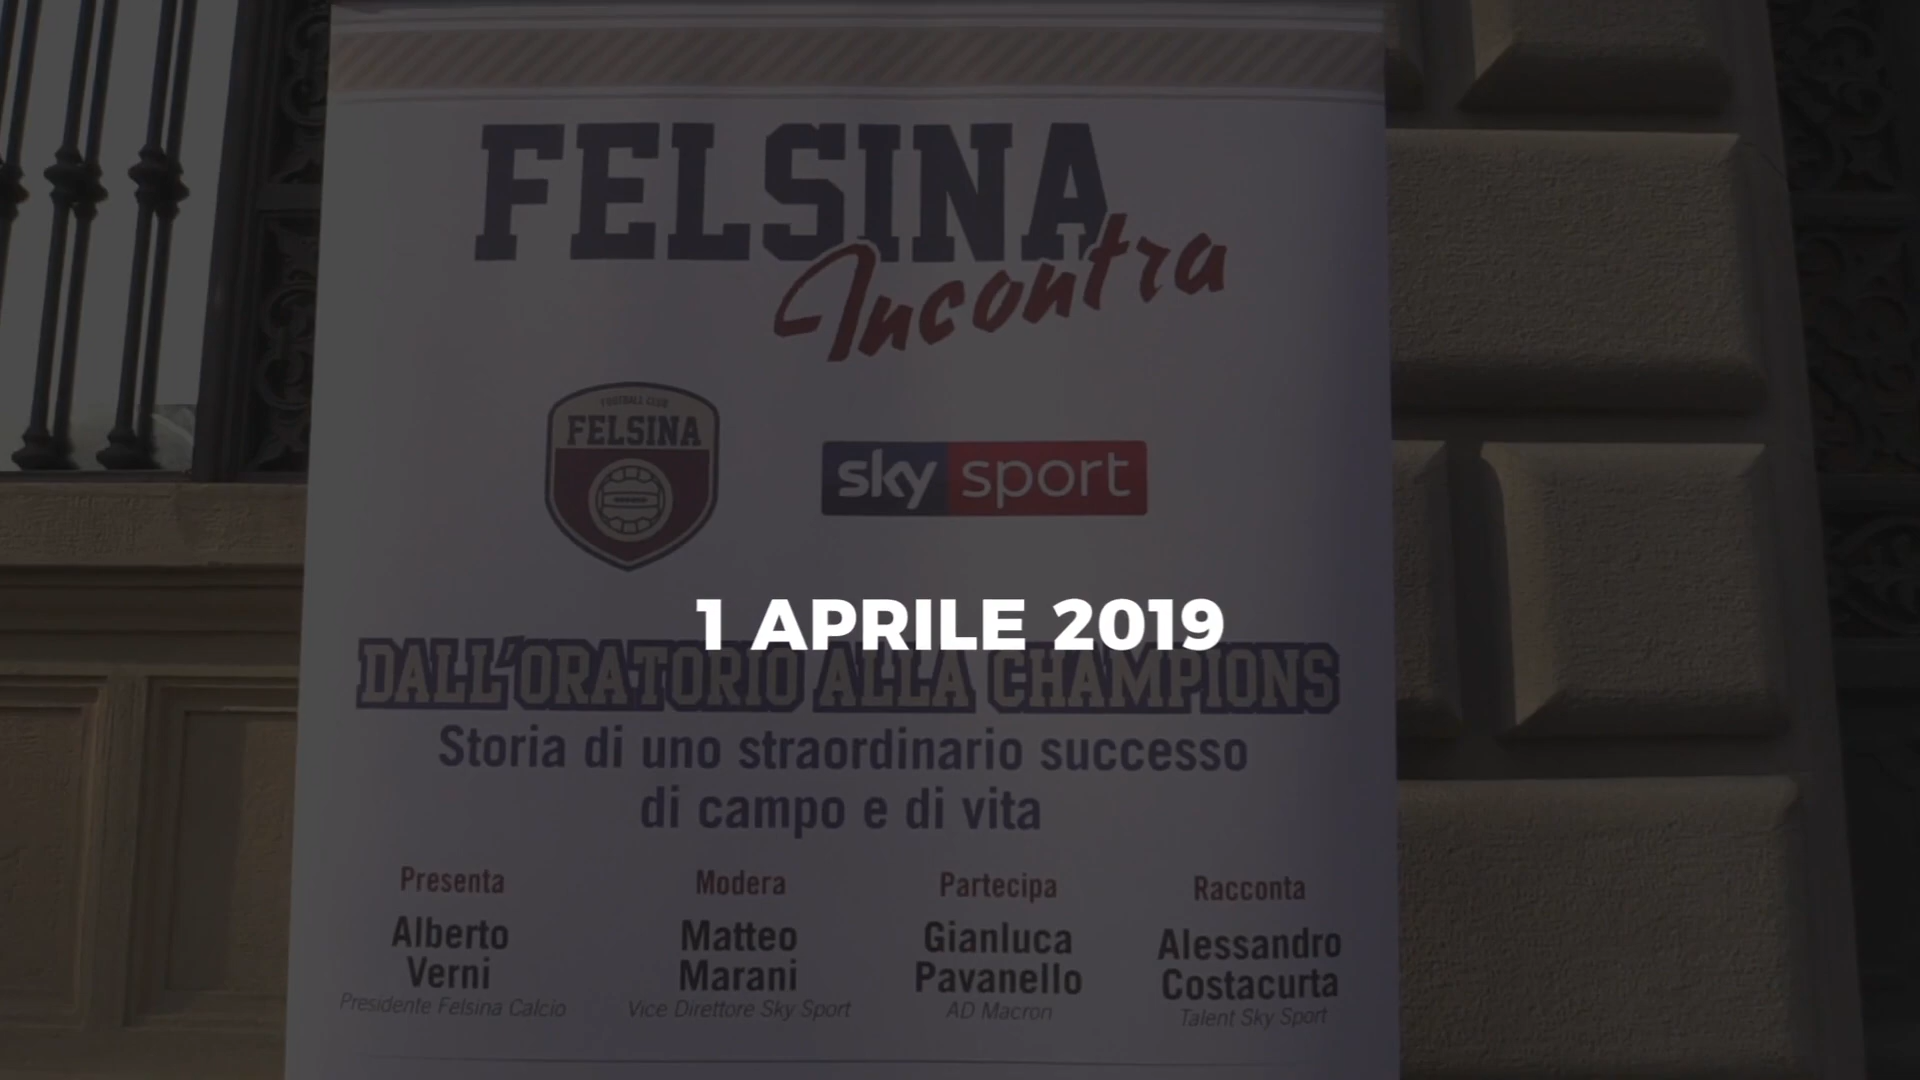 FELSINA
Incontra
FOOTBALL CLUB
FELSINA
sky sport
1 APRILE 2019
DALL'ORATORIO ALLA CHAMPIONS
Storia di uno straordinario successo
di campo e di vita
Presenta
Alberto
Verni
Presidente Felsina Calcio
Modera
Matteo
Marani
Vice Direttore Sky Sport
Partecipa
Gianluca
Pavanello
AD Macron
Racconta
Alessandro
Costacurta
Talent Sky Sport